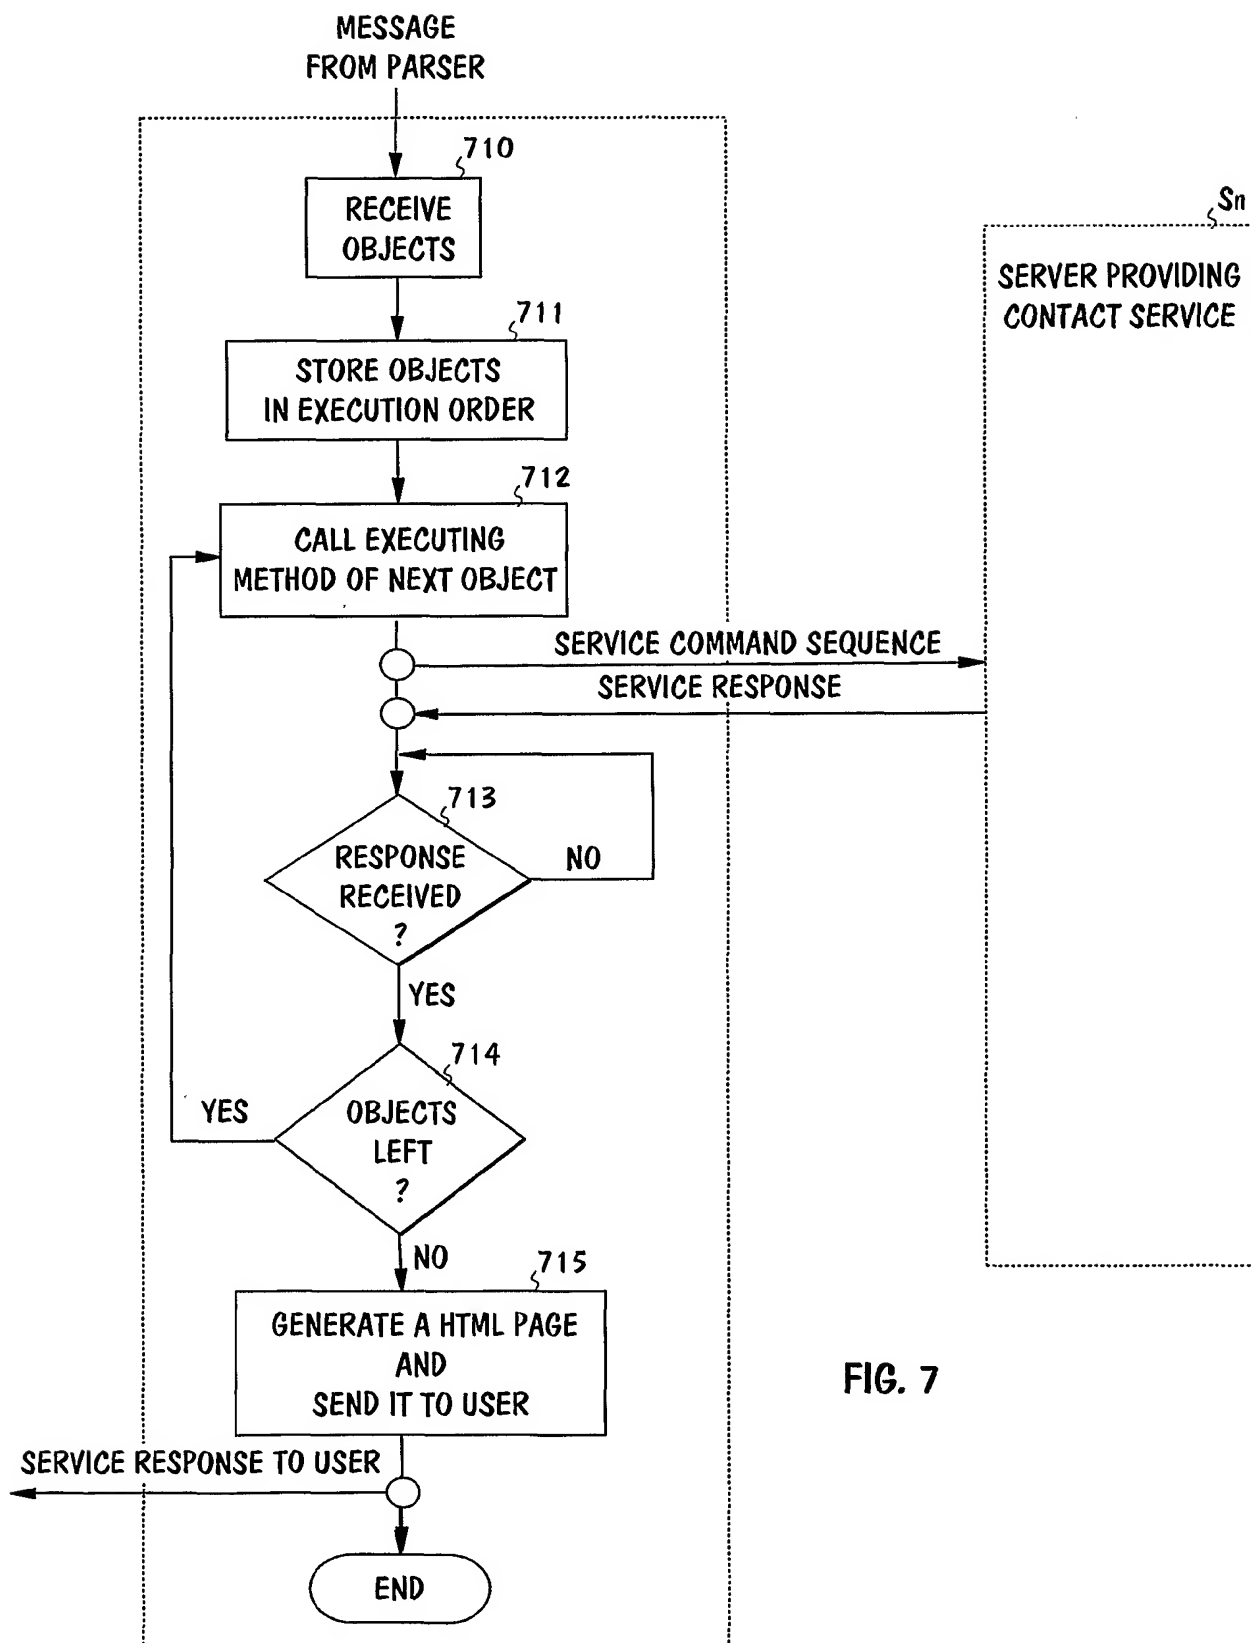 MESSAGE
FROM PARSER
710
RECEIVE
OBJECTS
Sn
SERVER PROVIDING
CONTACT SERVICE
711
STORE OBJECTS
IN EXECUTION ORDER
712
CALL EXECUTING
METHOD OF NEXT OBJECT
SERVICE COMMAND SEQUENCE
SERVICE RESPONSE
713
RESPONSE
RECEIVED
?
NO
YES
714
OBJECTS
LEFT
?
YES
NO
715
GENERATE A HTML PAGE
AND
SEND IT TO USER
FIG. 7
SERVICE RESPONSE TO USER
END